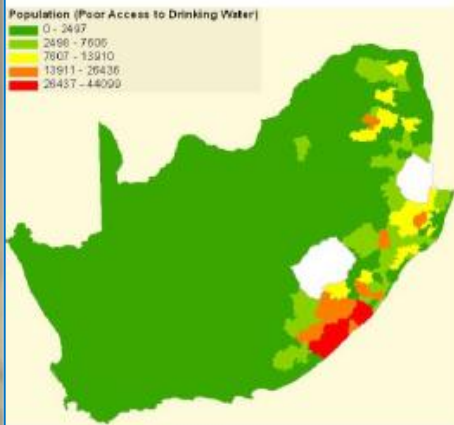 Population (Poor Access to Drinking Water)
0 - 2497
2498 - 7606
7607 - 13910
13911 - 26436
26437 - 44099